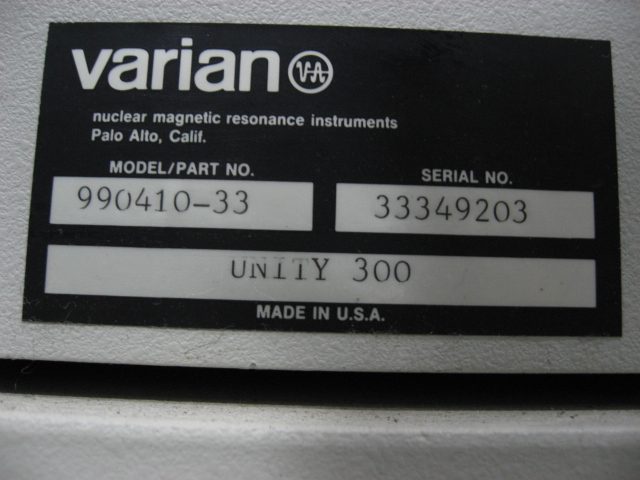 varian VA
nuclear magnetic resonance instruments
Palo Alto, Calif.
MODEL/PART NO. SERIAL NO.
990410-33 33349203
UNITY 300
MADE IN U.S.A.